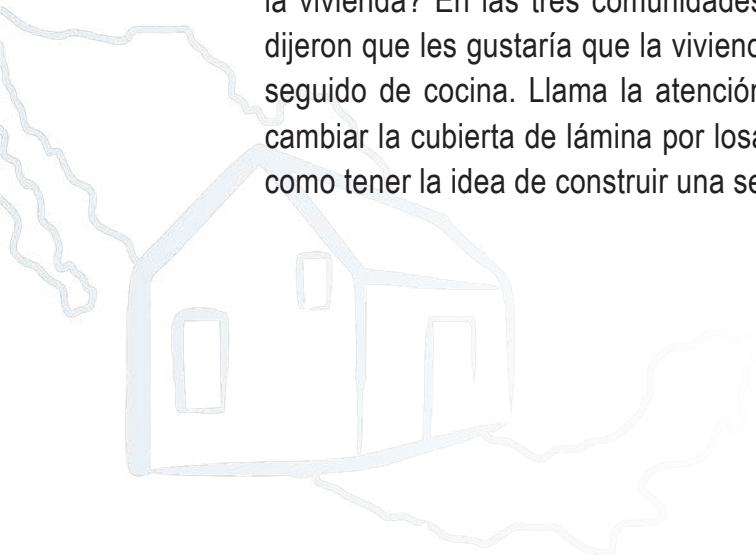 la vivienda? En las tres comunidades
dijeron que les gustaría que la viviend
seguido de cocina. Llama la atención
cambiar la cubierta de lámina por losa
como tener la idea de construir una se